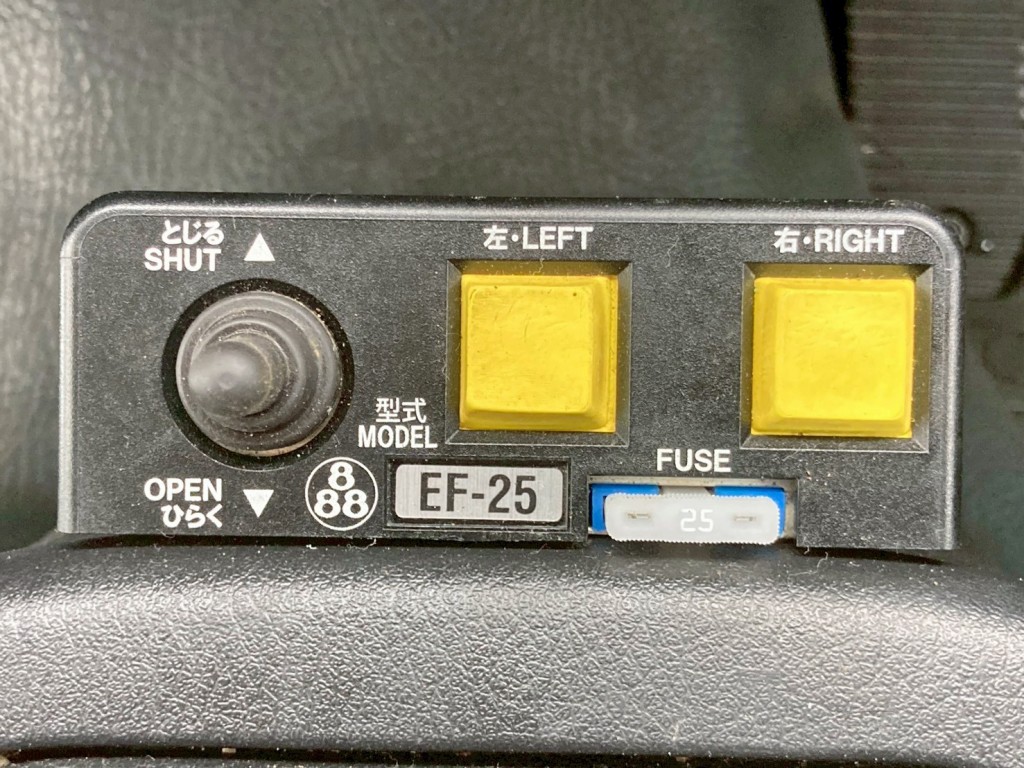 とじる
SHUT ▲
左・LEFT
右・RIGHT
型式
MODEL
FUSE
OPEN ▼
ひらく
8
88
EF-25
25